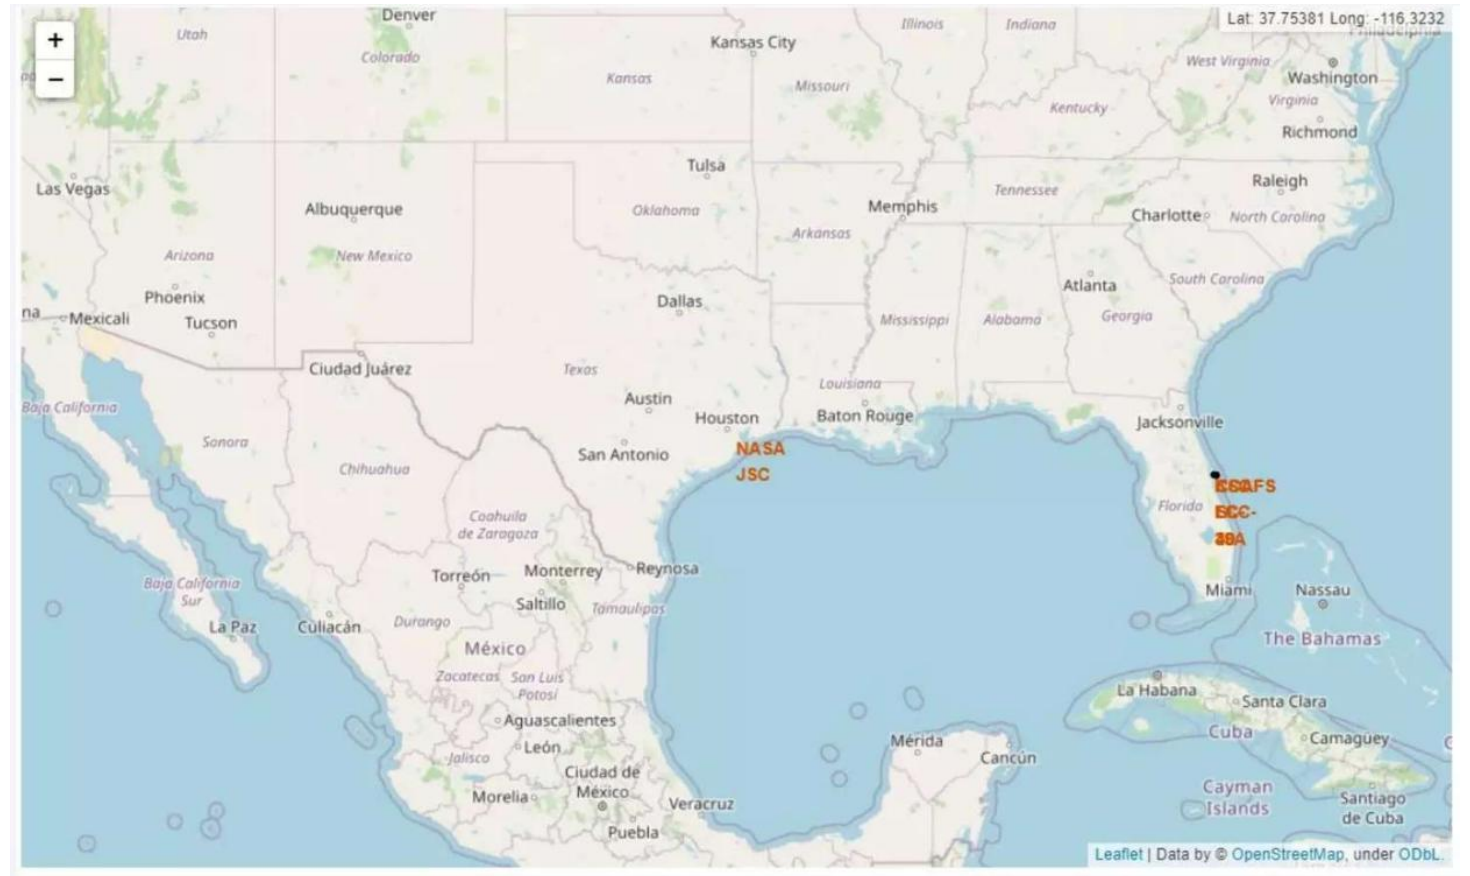 +
−
Denver
Utah
Colorado
Kansas City
Kansas
Missouri
Illinois
Indiana
Lat: 37.75381 Long: -116.3232
Philadelphia
West Virginia
Washington
Kentucky
Virginia
Richmond
Las Vegas
Tulsa
Tennessee
Raleigh
Albuquerque
Oklahoma
Memphis
Charlotte
North Carolina
Arkansas
Arizona
New Mexico
South Carolina
Phoenix
Dallas
Atlanta
na
Mexicali
Tucson
Mississippi
Alabama
Georgia
Ciudad Juárez
Texas
Louisiana
Baja California
Austin
Houston
Baton Rouge
Jacksonville
Sonora
Chihuahua
San Antonio
NASA
JSC
Florida
Coahuila
de Zaragoza
Torreón
Monterrey
Reynosa
Baja California
Sur
Saltillo
Tamaulipas
Miami
Nassau
La Paz
Culiacán
Durango
The Bahamas
México
Zacatecas
San Luis
Potosí
La Habana
Santa Clara
Aguascalientes
Cuba
Camagüey
León
Mérida
Cancún
Jalisco
Ciudad de
México
Morelia
Veracruz
Cayman
Islands
Santiago
de Cuba
Puebla
Leaflet | Data by © OpenStreetMap, under ODbL.